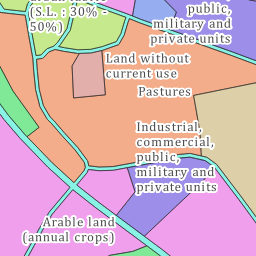 (S.L. : 30% -
50%)
public,
military and
private units
Land without
current use
Pastures
Industrial,
commercial,
public,
military and
private units
Arable land
(annual crops)